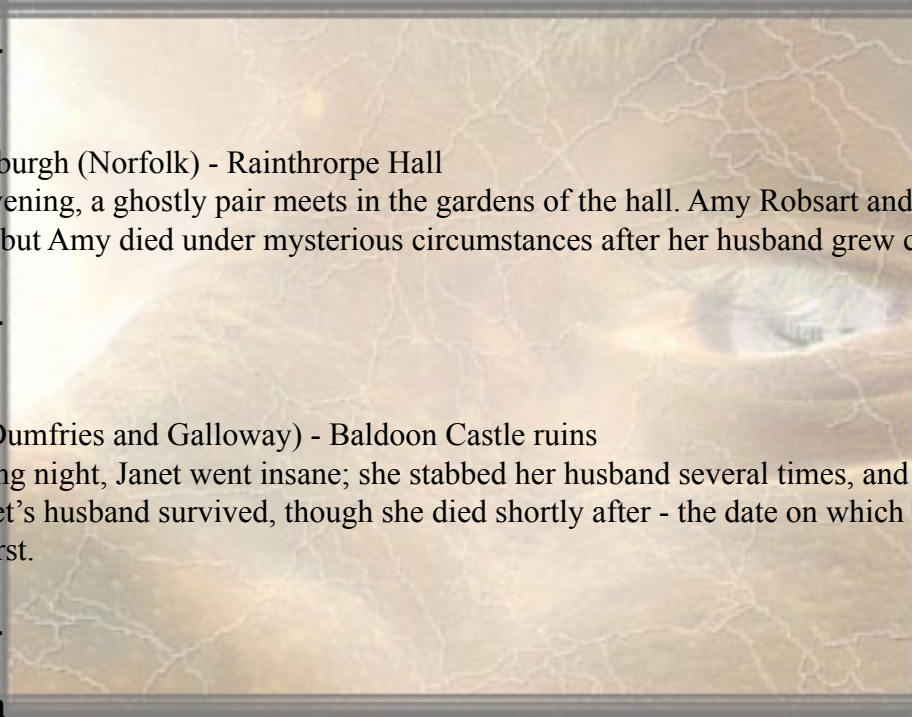 burgh (Norfolk) - Rainthrorpe Hall
vening, a ghostly pair meets in the gardens of the hall. Amy Robsart and
but Amy died under mysterious circumstances after her husband grew c
Dumfries and Galloway) - Baldoon Castle ruins
ng night, Janet went insane; she stabbed her husband several times, and
et’s husband survived, though she died shortly after - the date on which
rst.